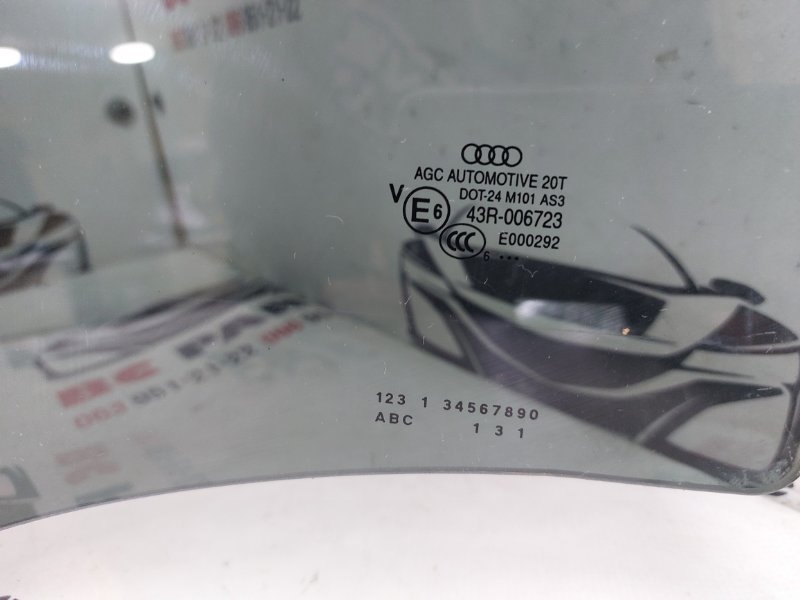 AGC AUTOMOTIVE 20T
DOT-24 M101 AS3
V
E6
43R-006723
CCC
E000292
6 ...
123 1 34567890
ABC 1 3 1